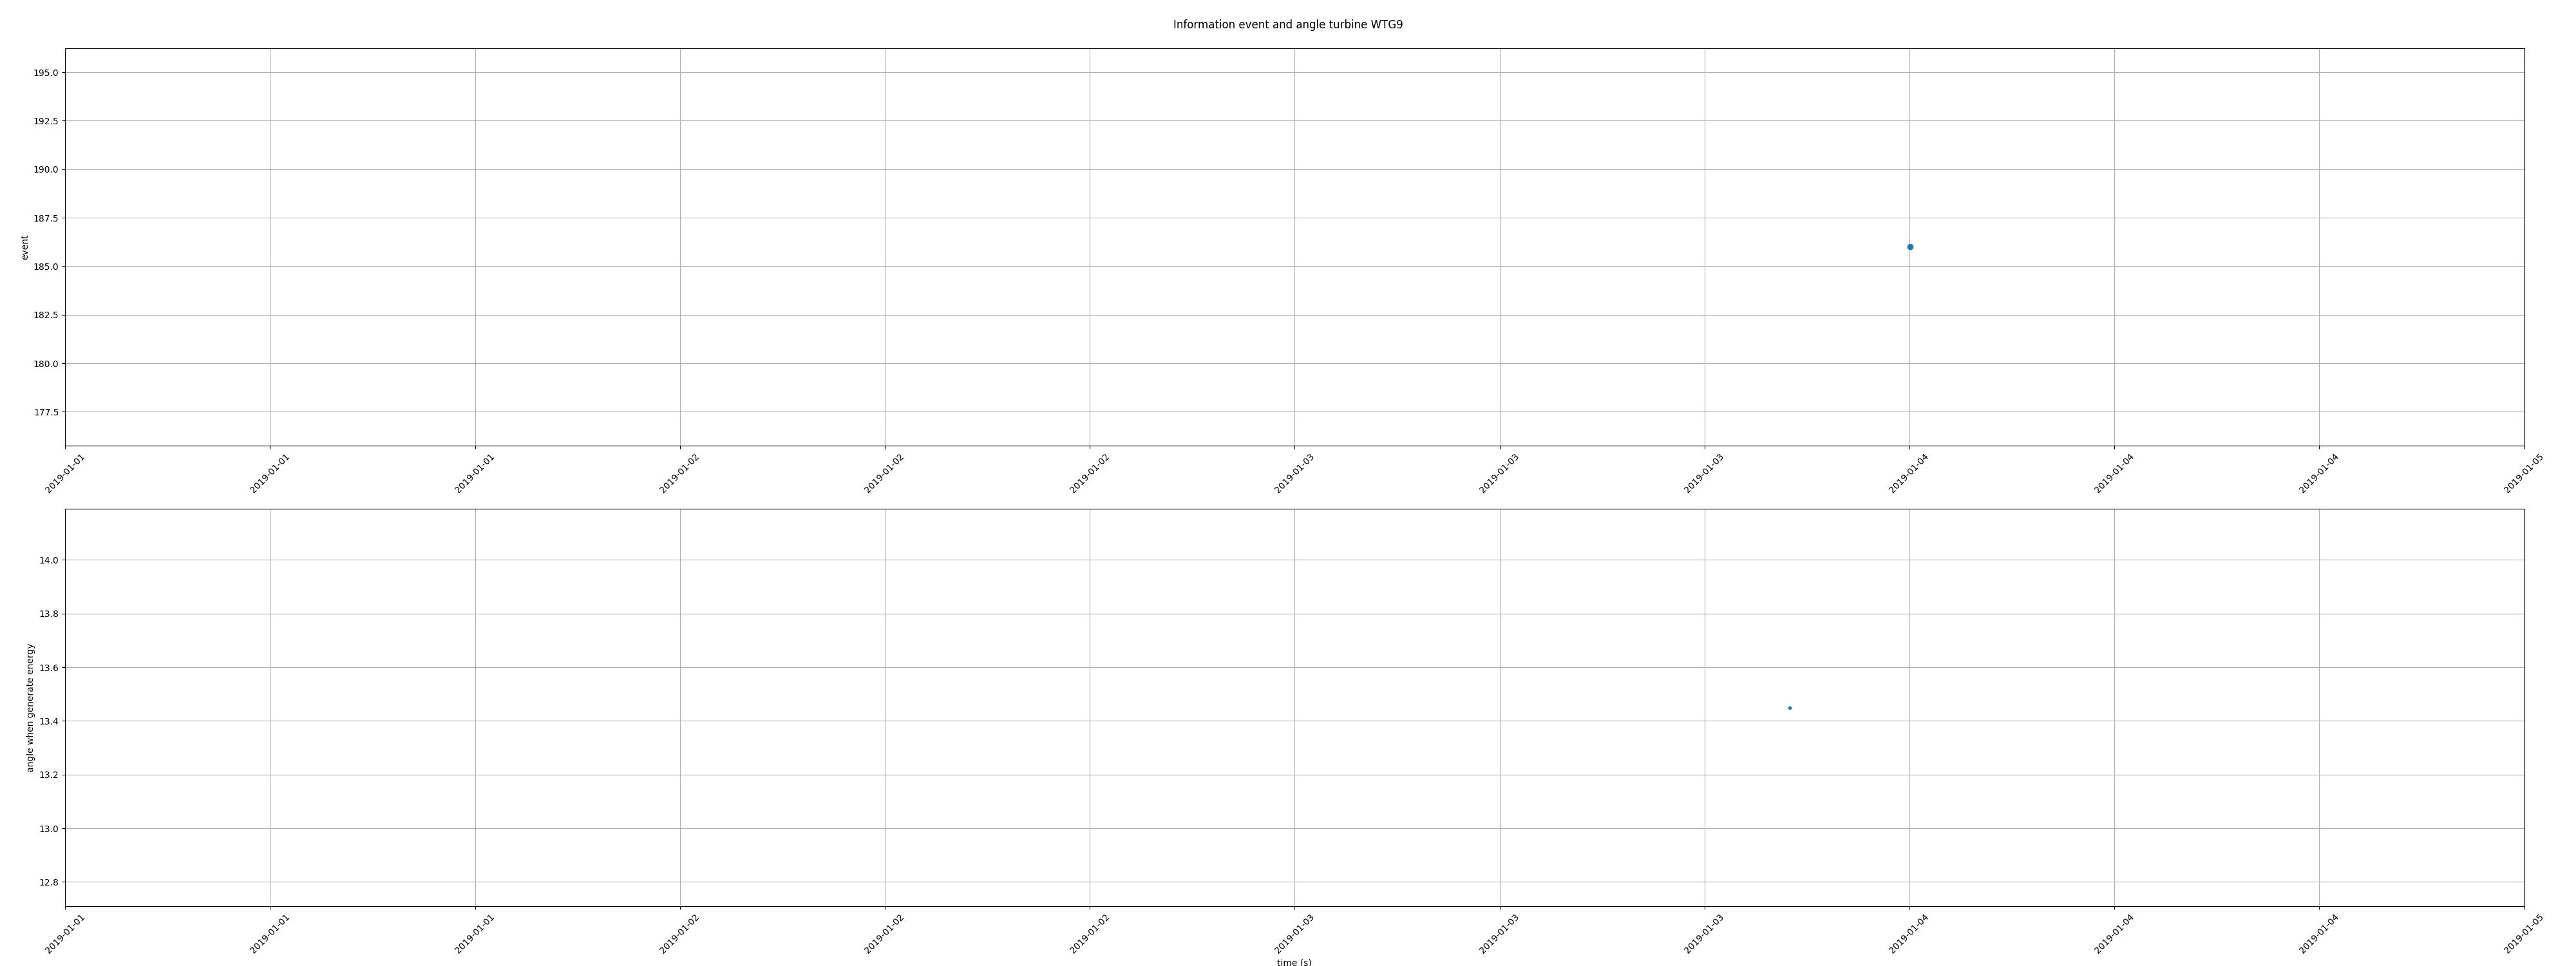 Information event and angle turbine WTG9
195.0
192.5
190.0
187.5
185.0
182.5
180.0
177.5
event
2019-01-01 2019-01-01 2019-01-01 2019-01-02 2019-01-02 2019-01-02 2019-01-03 2019-01-03 2019-01-03 2019-01-04 2019-01-04 2019-01-04 2019-01-05
14.0
13.8
13.6
13.4
13.2
13.0
12.8
angle when generate energy
2019-01-01 2019-01-01 2019-01-01 2019-01-02 2019-01-02 2019-01-02 2019-01-03 2019-01-03 2019-01-03 2019-01-04 2019-01-04 2019-01-04 2019-01-05
time (s)